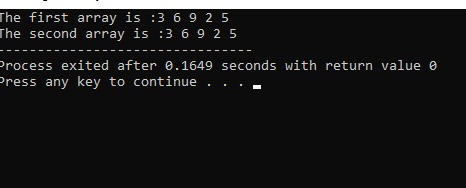 The first array is :3 6 9 2 5
The second array is :3 6 9 2 5
--------------------------------
Process exited after 0.1649 seconds with return value 0
Press any key to continue . . .